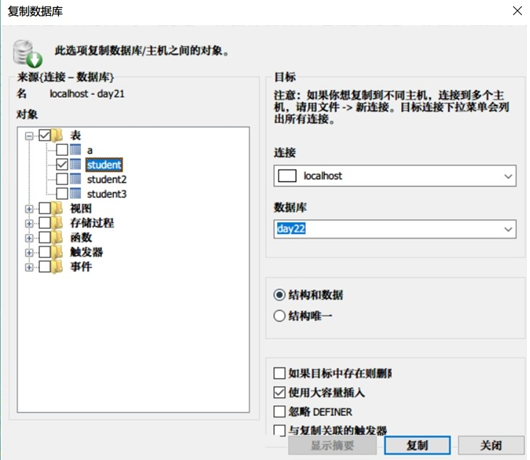 复制数据库
此选项复制数据库/主机之间的对象。
来源{连接 – 数据库}
名 localhost - day21
对象
表
a
student
student2
student3
视图
存储过程
函数
触发器
事件
目标
注意：如果你想复制到不同主机，连接到多个主
机，请用文件 -> 新连接。目标连接下拉菜单会列
出所有连接。
连接
localhost
数据库
day22
结构和数据
结构唯一
如果目标中存在则删
使用大容量插入
忽略 DEFINER
与复制关联的触发器
显示摘要 复制 关闭